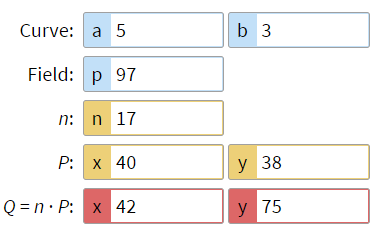 Curve: a 5 b 3
Field: p 97
n: n 17
P: x 40 y 38
Q = n · P: x 42 y 75